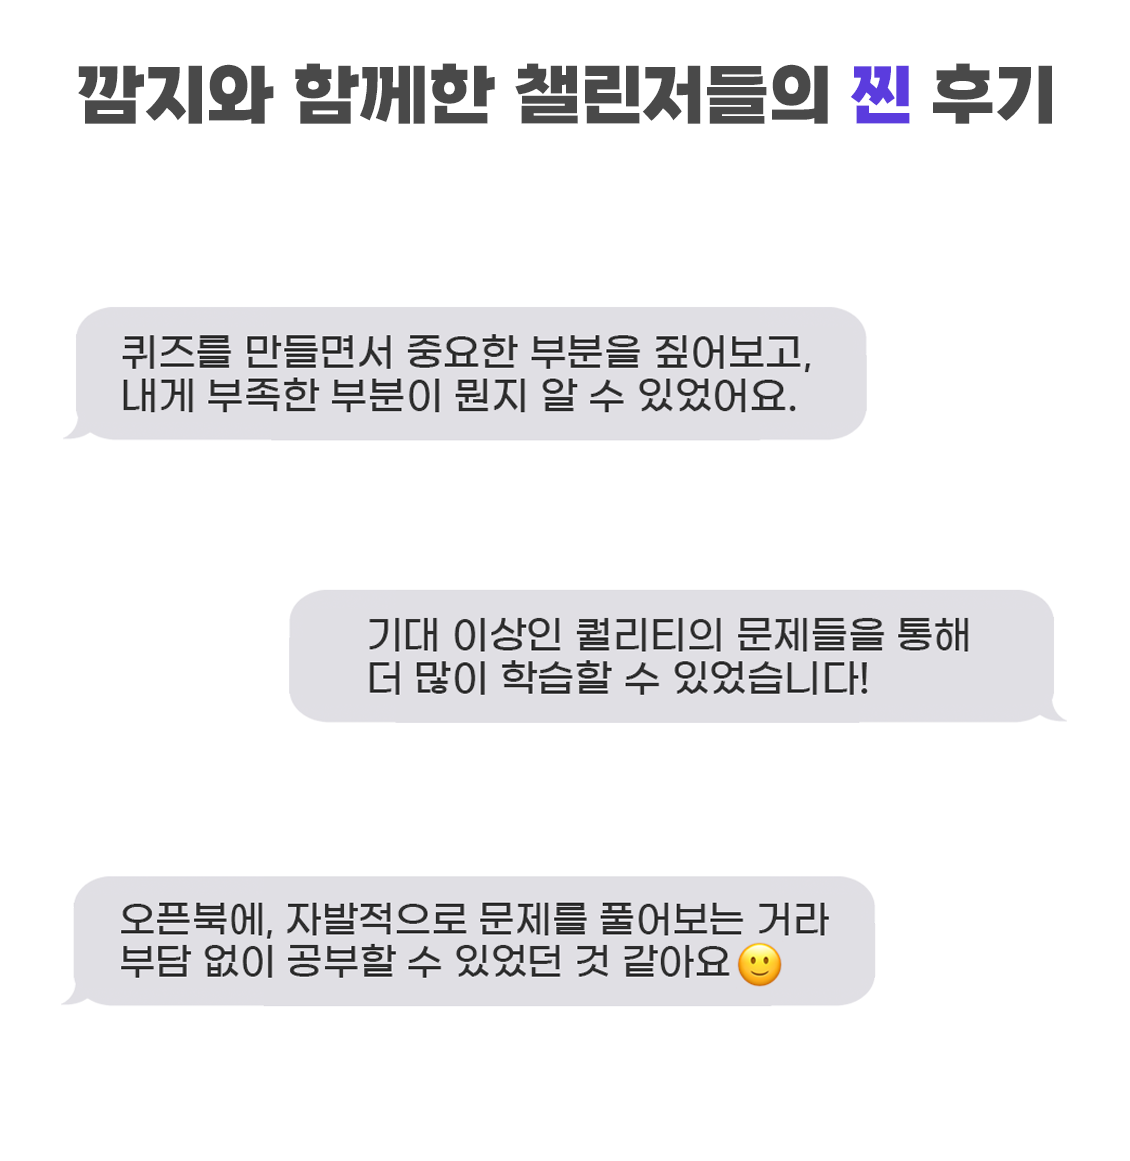 깜지와 함께한 챌린저들의 찐 후기
퀴즈를 만들면서 중요한 부분을 짚어보고,
내게 부족한 부분이 뭔지 알 수 있었어요.
기대 이상인 퀄리티의 문제들을 통해
더 많이 학습할 수 있었습니다!
오픈북에, 자발적으로 문제를 풀어보는 거라
부담 없이 공부할 수 있었던 것 같아요🙂